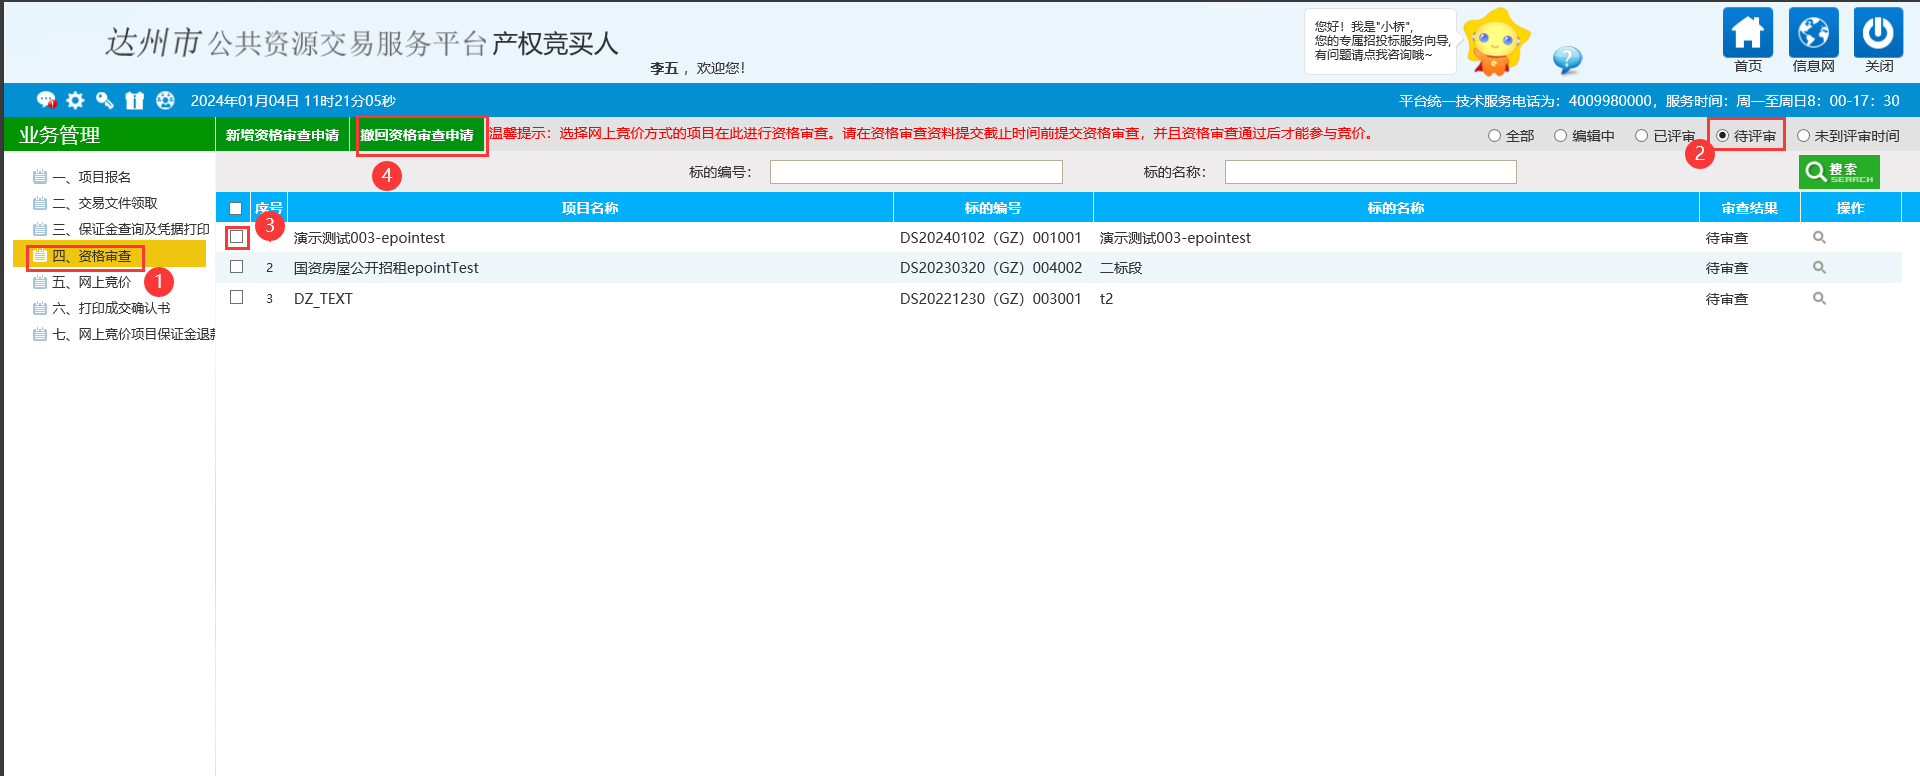 达州市公共资源交易服务平台 产权竞买人
李五 ，欢迎您！
您好！我是"小桥",
您的专属招投标服务向导,
有问题请点我咨询哦~
?
首页
信息网
关闭
2024年01月04日 11时21分05秒
平台统一技术服务电话为：4009980000，服务时间：周一至周日8：00-17：30
业务管理
新增资格审查申请
撤回资格审查申请
温馨提示：选择网上竞价方式的项目在此进行资格审查。请在资格审查资料提交截止时间前提交资格审查，并且资格审查通过后才能参与竞价。
全部 编辑中 已评审 待评审 未到评审时间
2
4
标的编号：
标的名称：
搜索
SEARCH
一、项目报名
二、交易文件领取
三、保证金查询及凭据打印
四、资格审查
1
五、网上竞价
六、打印成交确认书
七、网上竞价项目保证金退
序号 项目名称 标的编号 标的名称 审查结果 操作
3
演示测试003-epointest DS20240102（GZ）001001 演示测试003-epointest 待审查
2 国资房屋公开招租epointTest DS20230320（GZ）004002 二标段 待审查
3 DZ_TEXT DS20221230（GZ）003001 t2 待审查